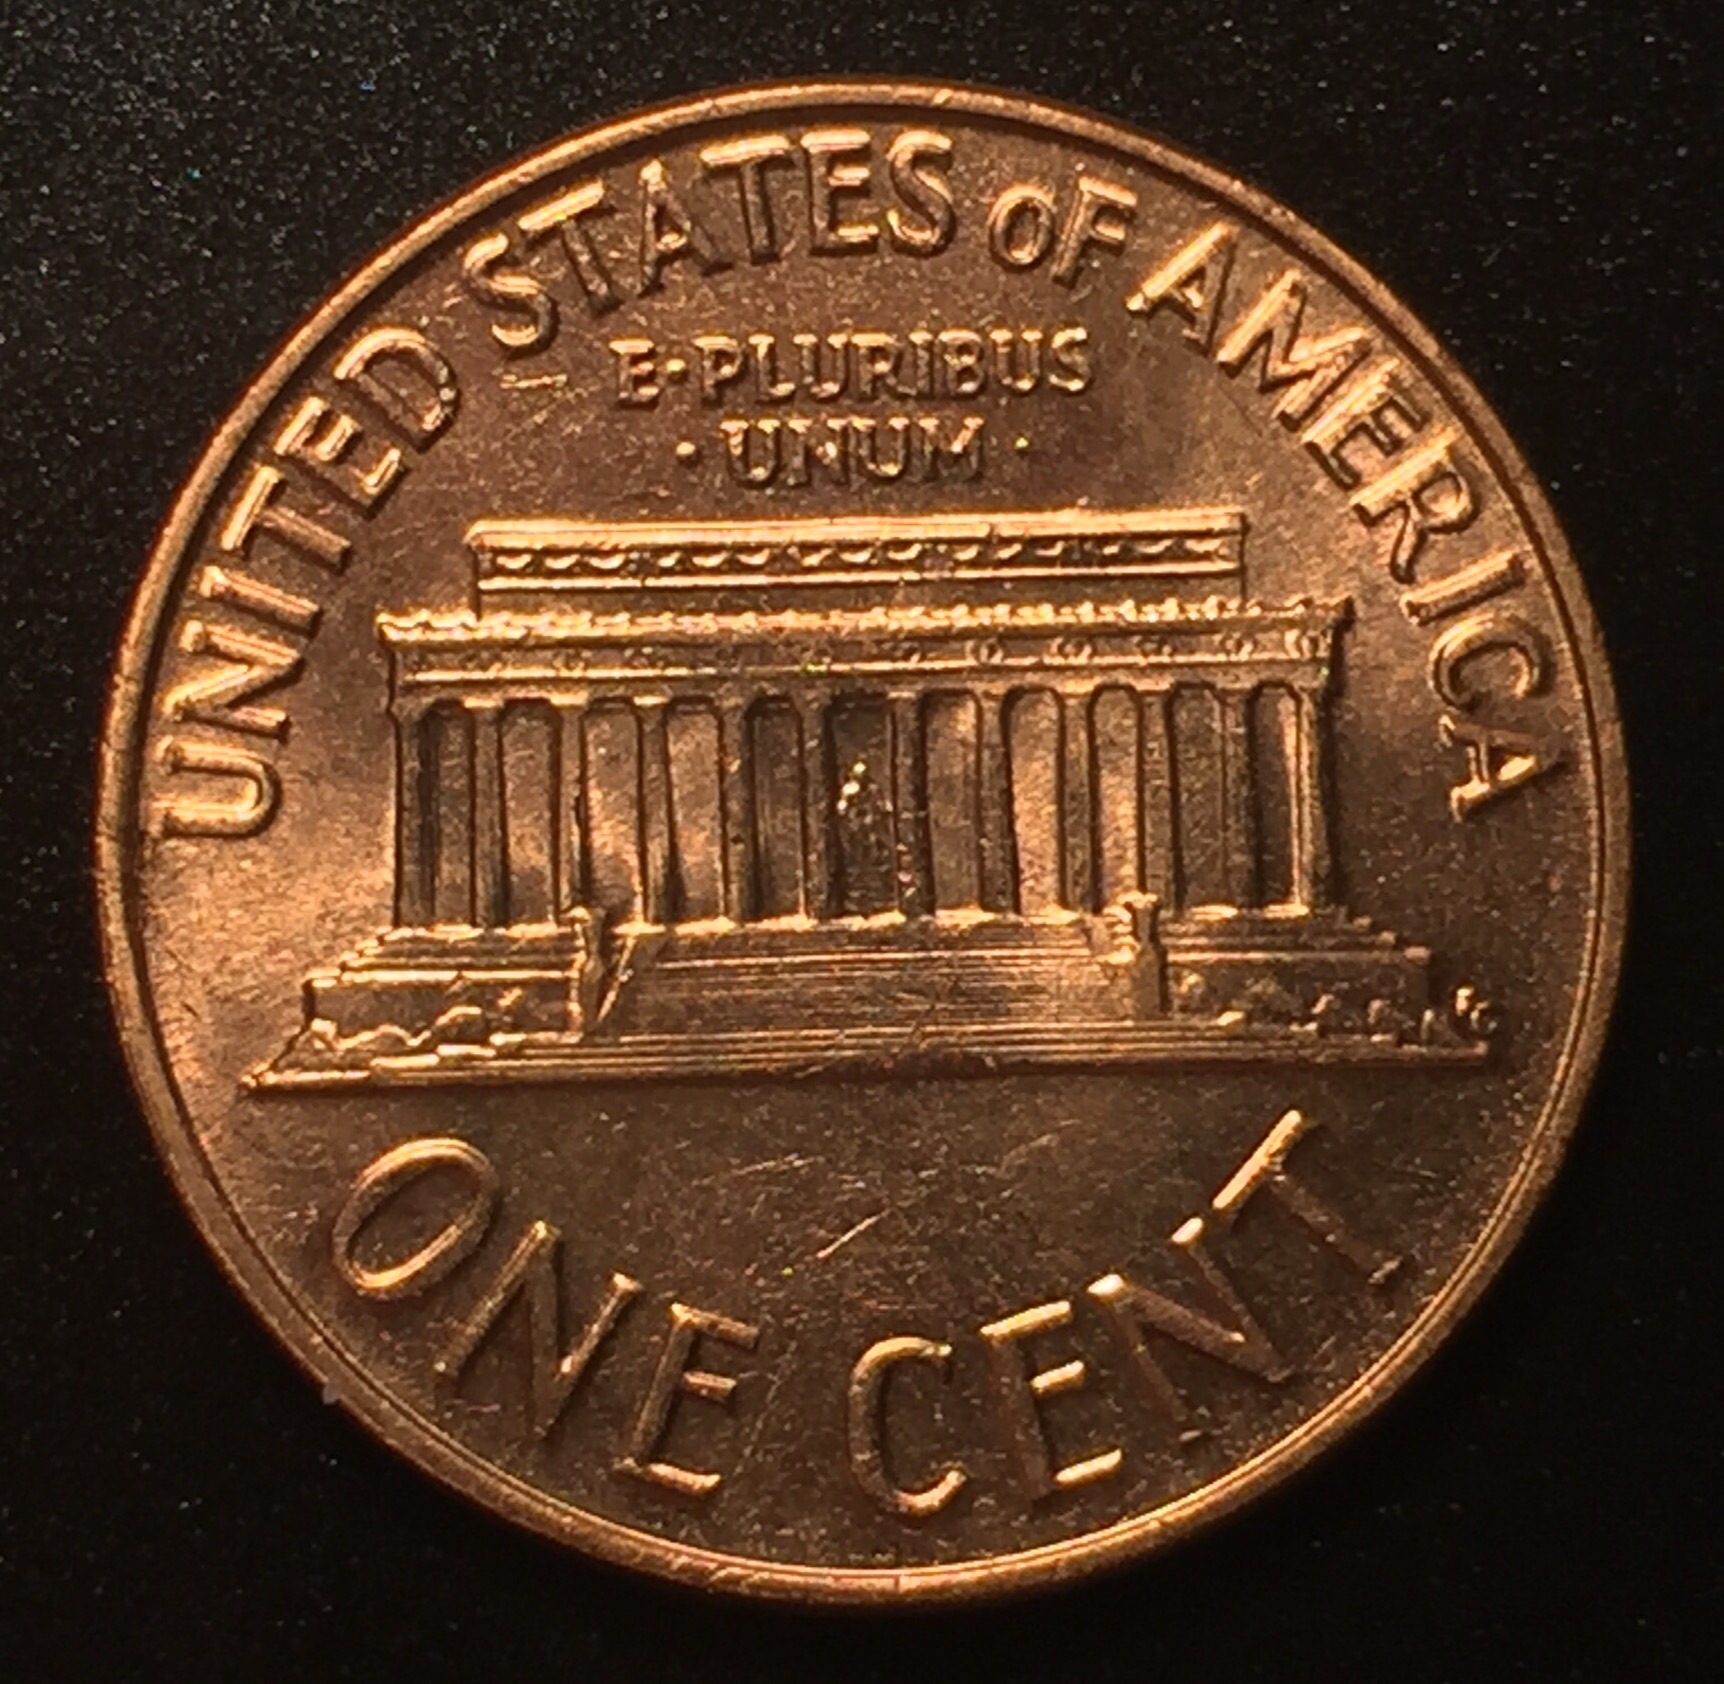 UNITED STATES OF AMERICA
E·PLURIBUS
· UNUM ·
ONE CENT